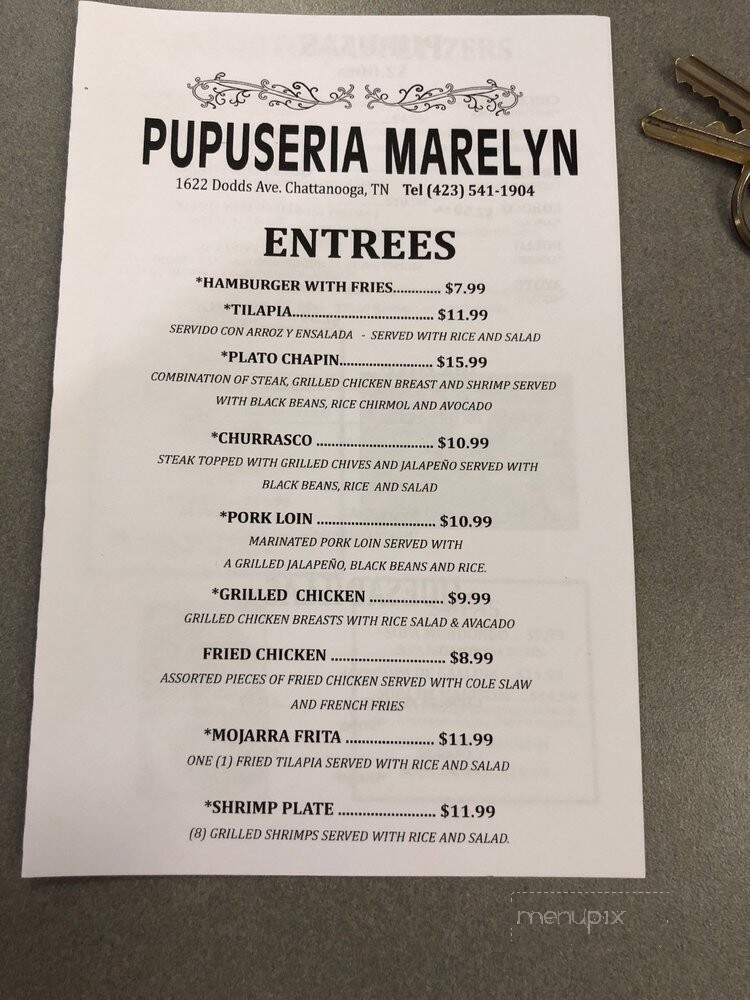 PUPUSERIA MARELYN
1622 Dodds Ave. Chattanooga, TN Tel (423) 541-1904
ENTREES
*HAMBURGER WITH FRIES............. $7.99
*TILAPIA...................................... $11.99
SERVIDO CON ARROZ Y ENSALADA - SERVED WITH RICE AND SALAD
*PLATO CHAPIN......................... $15.99
COMBINATION OF STEAK, GRILLED CHICKEN BREAST AND SHRIMP SERVED
WITH BLACK BEANS, RICE CHIRMOL AND AVOCADO
*CHURRASCO ................................ $10.99
STEAK TOPPED WITH GRILLED CHIVES AND JALAPEÑO SERVED WITH
BLACK BEANS, RICE AND SALAD
*PORK LOIN ................................ $10.99
MARINATED PORK LOIN SERVED WITH
A GRILLED JALAPEÑO, BLACK BEANS AND RICE.
*GRILLED CHICKEN .................... $9.99
GRILLED CHICKEN BREASTS WITH RICE SALAD & AVACADO
FRIED CHICKEN ............................... $8.99
ASSORTED PIECES OF FRIED CHICKEN SERVED WITH COLE SLAW
AND FRENCH FRIES
*MOJARRA FRITA ........................ $11.99
ONE (1) FRIED TILAPIA SERVED WITH RICE AND SALAD
*SHRIMP PLATE .......................... $11.99
(8) GRILLED SHRIMPS SERVED WITH RICE AND SALAD.
menupix